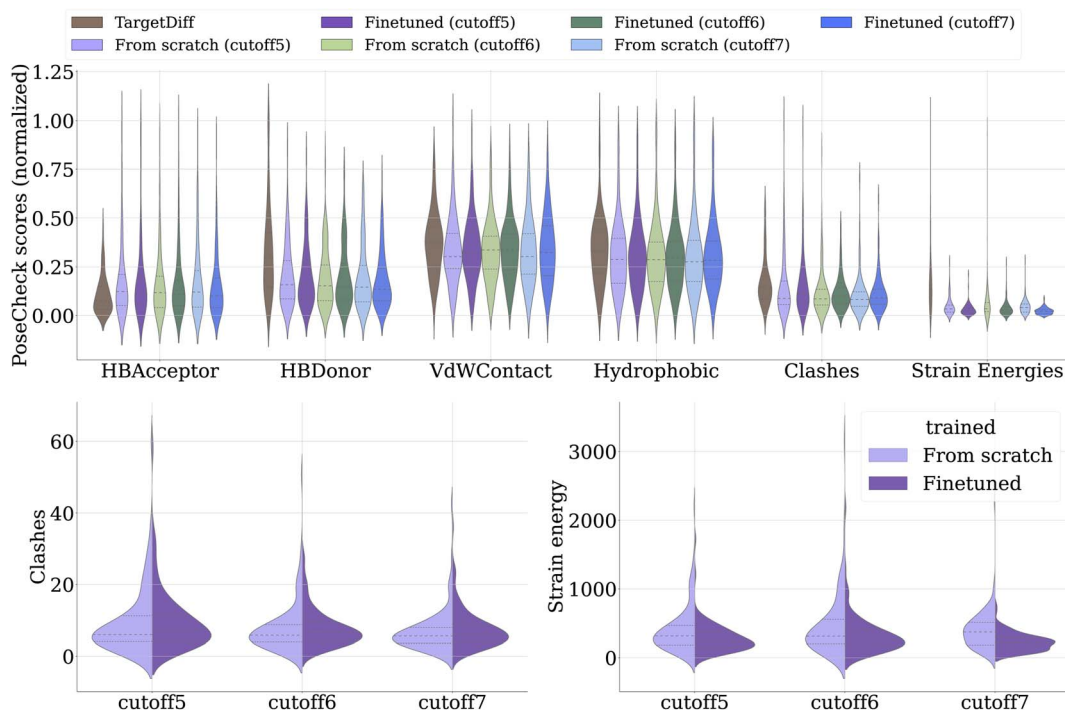 TargetDiff Finetuned (cutoff5) Finetuned (cutoff6) Finetuned (cutoff7)
From scratch (cutoff5) From scratch (cutoff6) From scratch (cutoff7)
PoseCheck scores (normalized)
1.25
1.00
0.75
0.50
0.25
0.00
HBAcceptor HBDonor VdWContact Hydrophobic Clashes Strain Energies
Clashes
60
40
20
0
cutoff5 cutoff6 cutoff7
Strain energy
3000
2000
1000
0
trained
From scratch
Finetuned
cutoff5 cutoff6 cutoff7